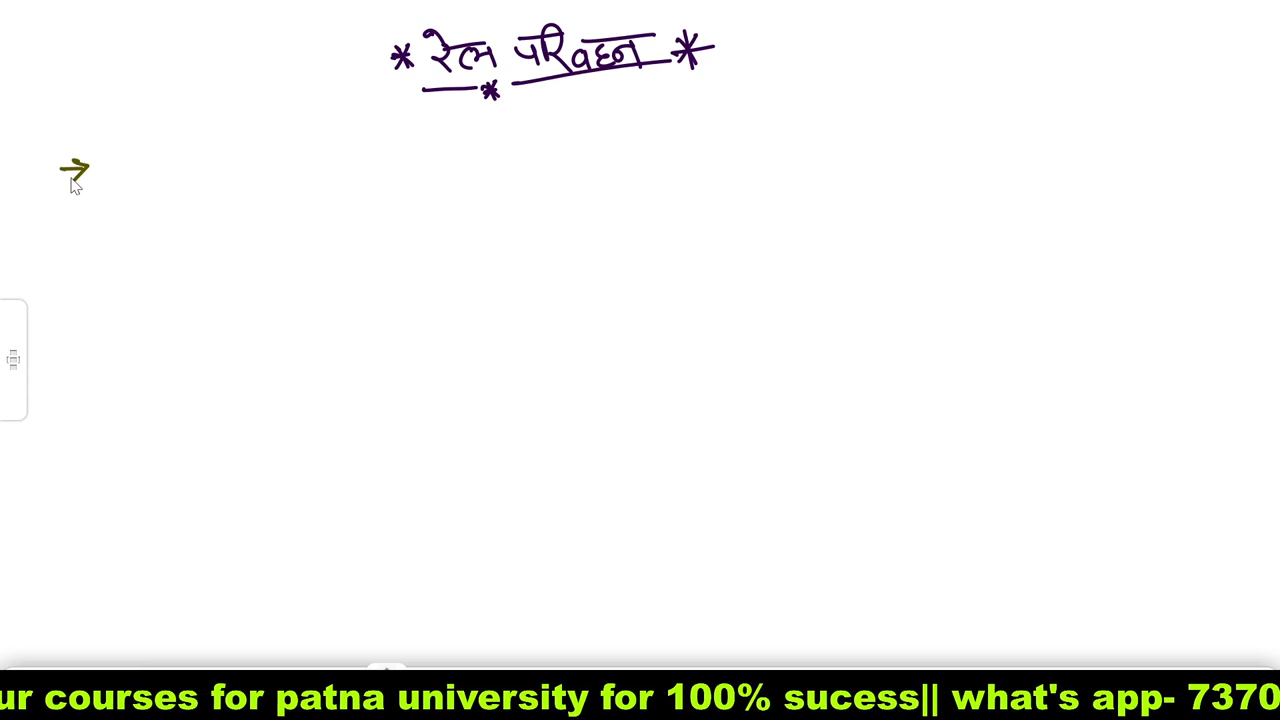 * रेल परिवहन *
*
→
ur courses for patna university for 100% sucess|| what's app- 7370